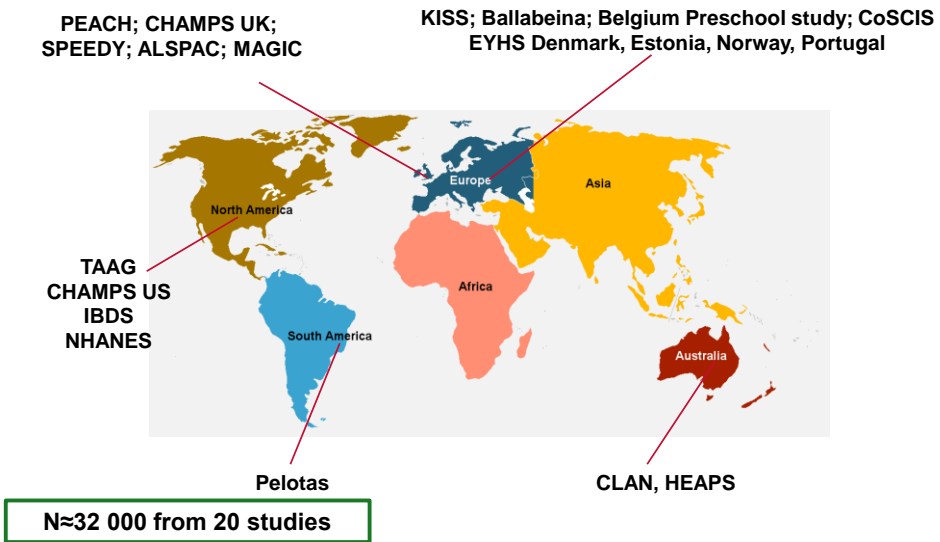 PEACH; CHAMPS UK;
SPEEDY; ALSPAC; MAGIC
KISS; Ballabeina; Belgium Preschool study; CoSCIS
EYHS Denmark, Estonia, Norway, Portugal
Europe
Asia
North America
TAAG
CHAMPS US
IBDS
NHANES
Africa
South America
Australia
Pelotas
CLAN, HEAPS
N≈32 000 from 20 studies